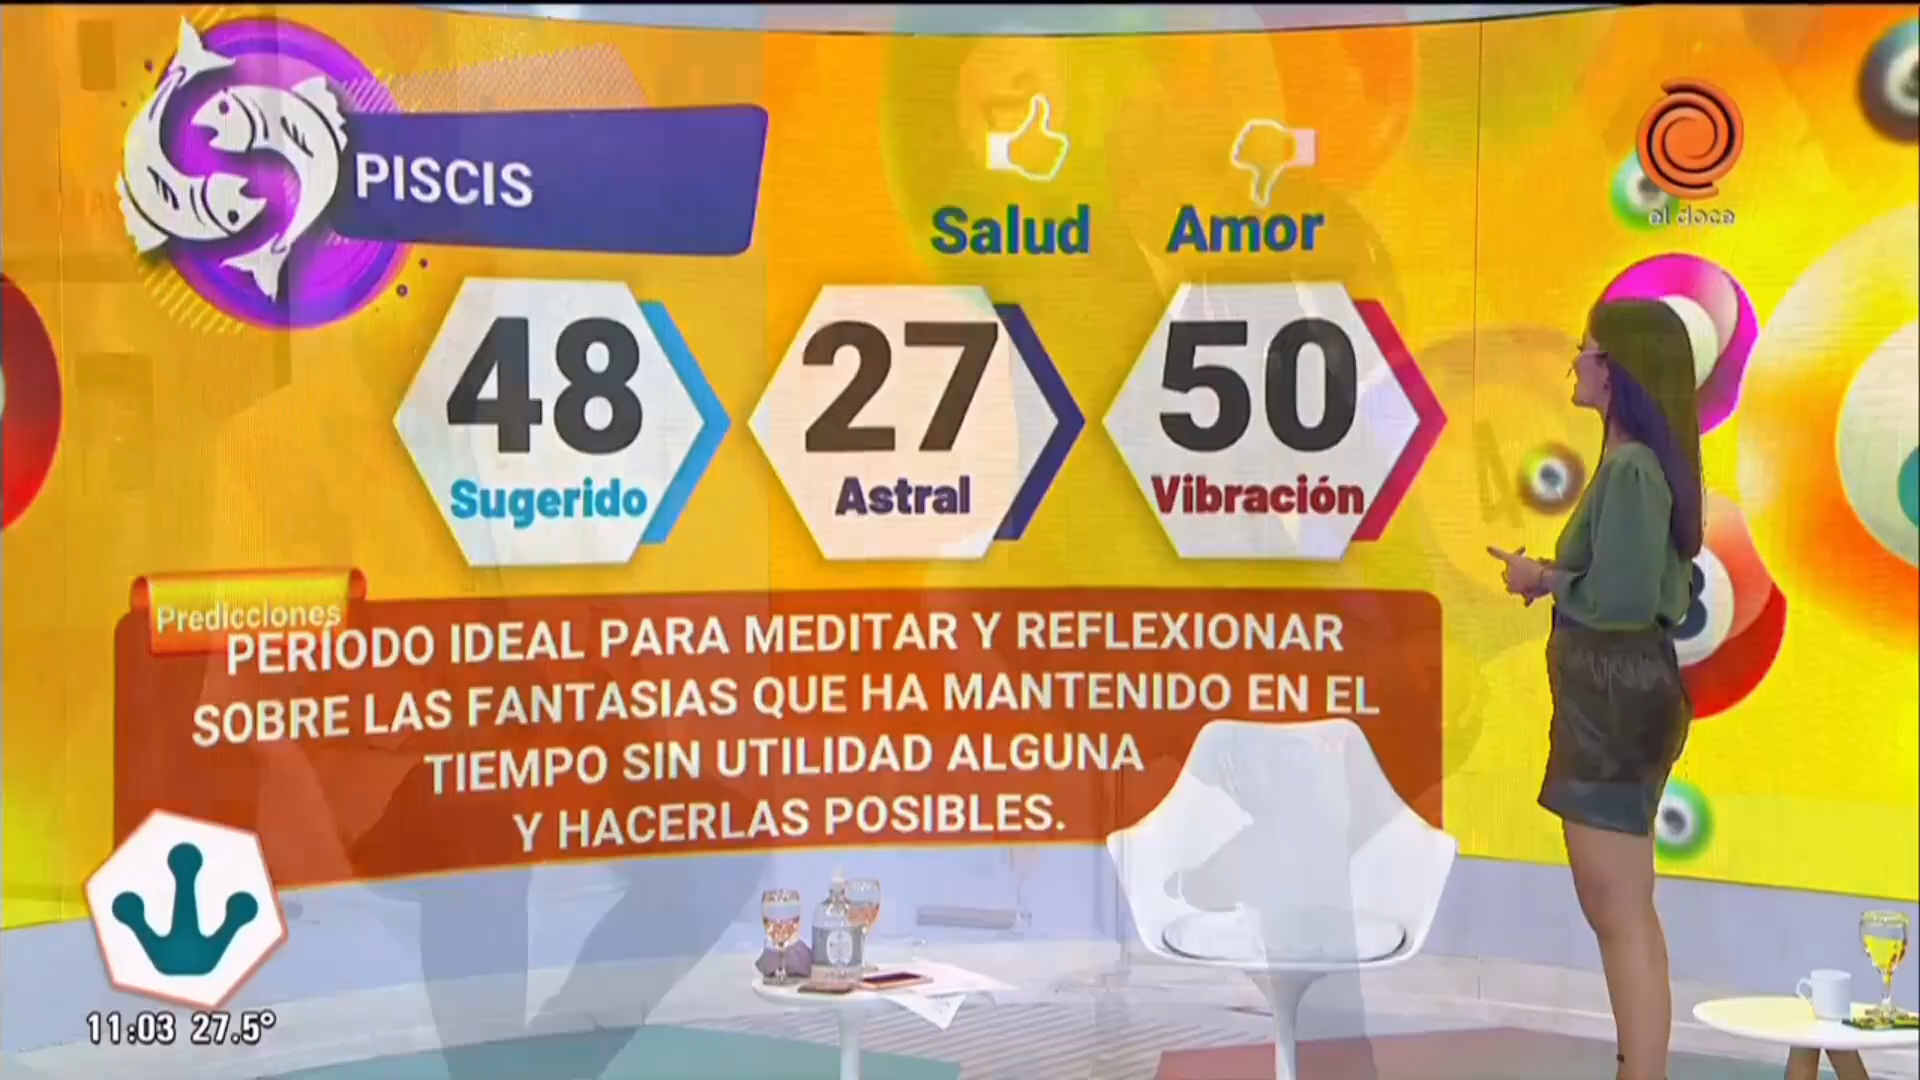 PISCIS
Salud
Amor
el doce
48
27
50
Sugerido
Astral
Vibración
Predicciones
PERÍODO IDEAL PARA MEDITAR Y REFLEXIONAR
SOBRE LAS FANTASIAS QUE HA MANTENIDO EN EL
TIEMPO SIN UTILIDAD ALGUNA
Y HACERLAS POSIBLES.
11:03 27.5°